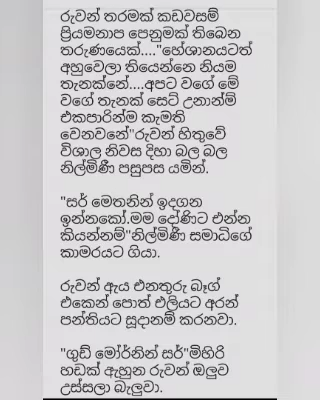 රුවන් තරමක් කඩවසම්
ප්‍රියමනාප පෙනුමක් තිබෙන
තරුණයෙක්...."හේශානයටත්
අහුවෙලා තියෙන්නෙ නියම
තැනක්නේ....අපට වගේ මේ
වගේ තැනක් සෙට් උනාන්ම්
එකපාරින්ම කැමති
වෙනවනේ"රුවන් හිතුවේ
විශාල නිවස දිහා බල බල
නිල්මිණී පසුපස යමින්.
"සර් මෙතනින් ඉඳගන
ඉන්නකෝ.මම දෝණිට එන්න
කියන්නම්"නිල්මිණී සමාධිගේ
කාමරයට ගියා.
රුවන් ඇය එනතුරු බෑග්
එකෙන් පොත් එලියට අරන්
පන්තියට සූදානම් කරනවා.
"ගුඩ් මෝර්නින් සර්"මිහිරි
හඩක් ඇහුන රුවන් ඔලුව
උස්සලා බැලුවා.